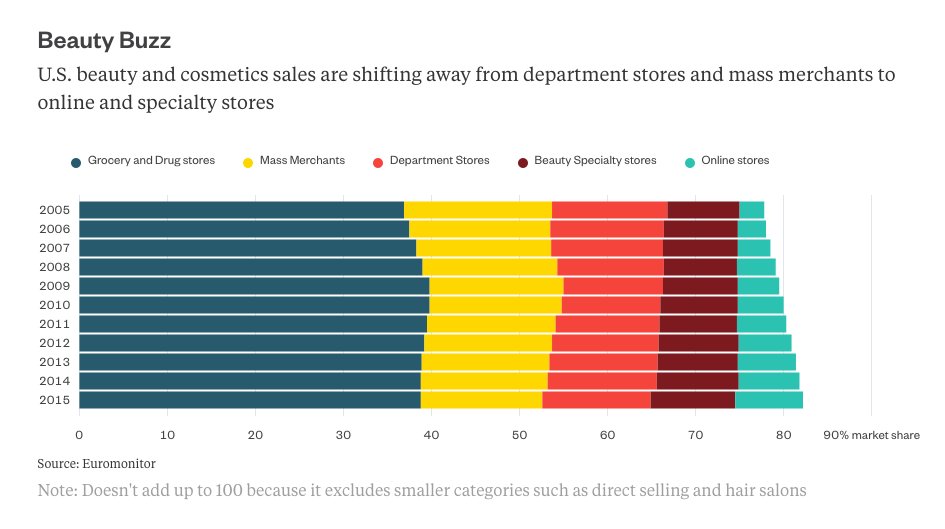 Beauty Buzz
U.S. beauty and cosmetics sales are shifting away from department stores and mass merchants to
online and specialty stores
Grocery and Drug stores Mass Merchants Department Stores Beauty Specialty stores Online stores
2005
2006
2007
2008
2009
2010
2011
2012
2013
2014
2015
0 10 20 30 40 50 60 70 80 90% market share
Source: Euromonitor
Note: Doesn't add up to 100 because it excludes smaller categories such as direct selling and hair salons